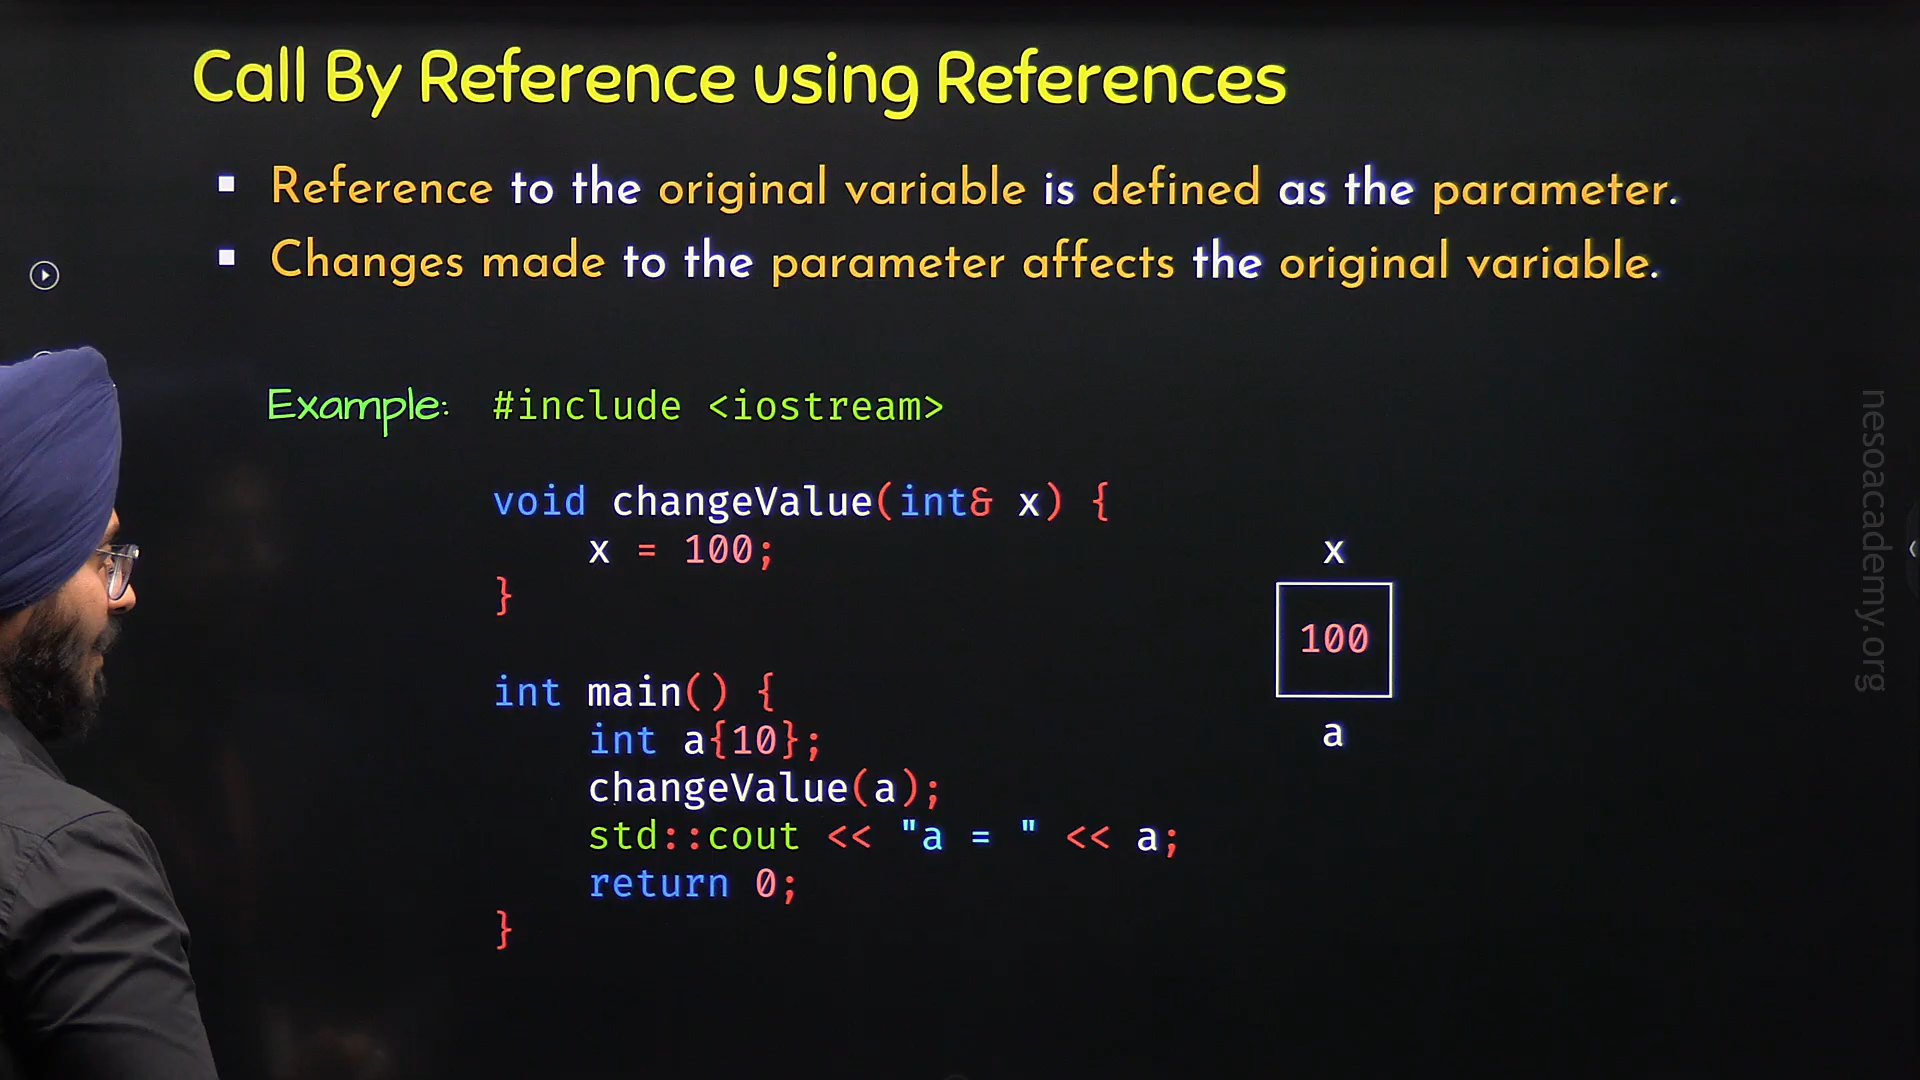 Call By Reference using References
▪ Reference to the original variable is defined as the parameter.
▪ Changes made to the parameter affects the original variable.
Example: #include <iostream>
void changeValue(int& x) {
    x = 100;
}
int main() {
    int a{10};
    changeValue(a);
    std::cout << "a = " << a;
    return 0;
}
x
100
a
nesoacademy.org